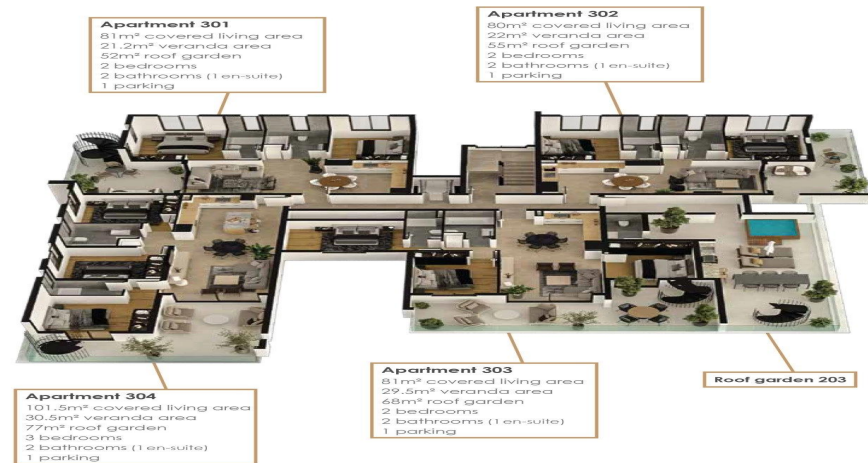 Apartment 301
81m² covered living area
21.2m² veranda area
52m² roof garden
2 bedrooms
2 bathrooms (1 en-suite)
1 parking
Apartment 302
80m² covered living area
22m² veranda area
55m² roof garden
2 bedrooms
2 bathrooms (1 en-suite)
1 parking
Apartment 304
101.5m² covered living area
30.5m² veranda area
77m² roof garden
3 bedrooms
2 bathrooms (1 en-suite)
1 parking
Apartment 303
81m² covered living area
29.5m² veranda area
68m² roof garden
2 bedrooms
2 bathrooms (1 en-suite)
1 parking
Roof garden 203